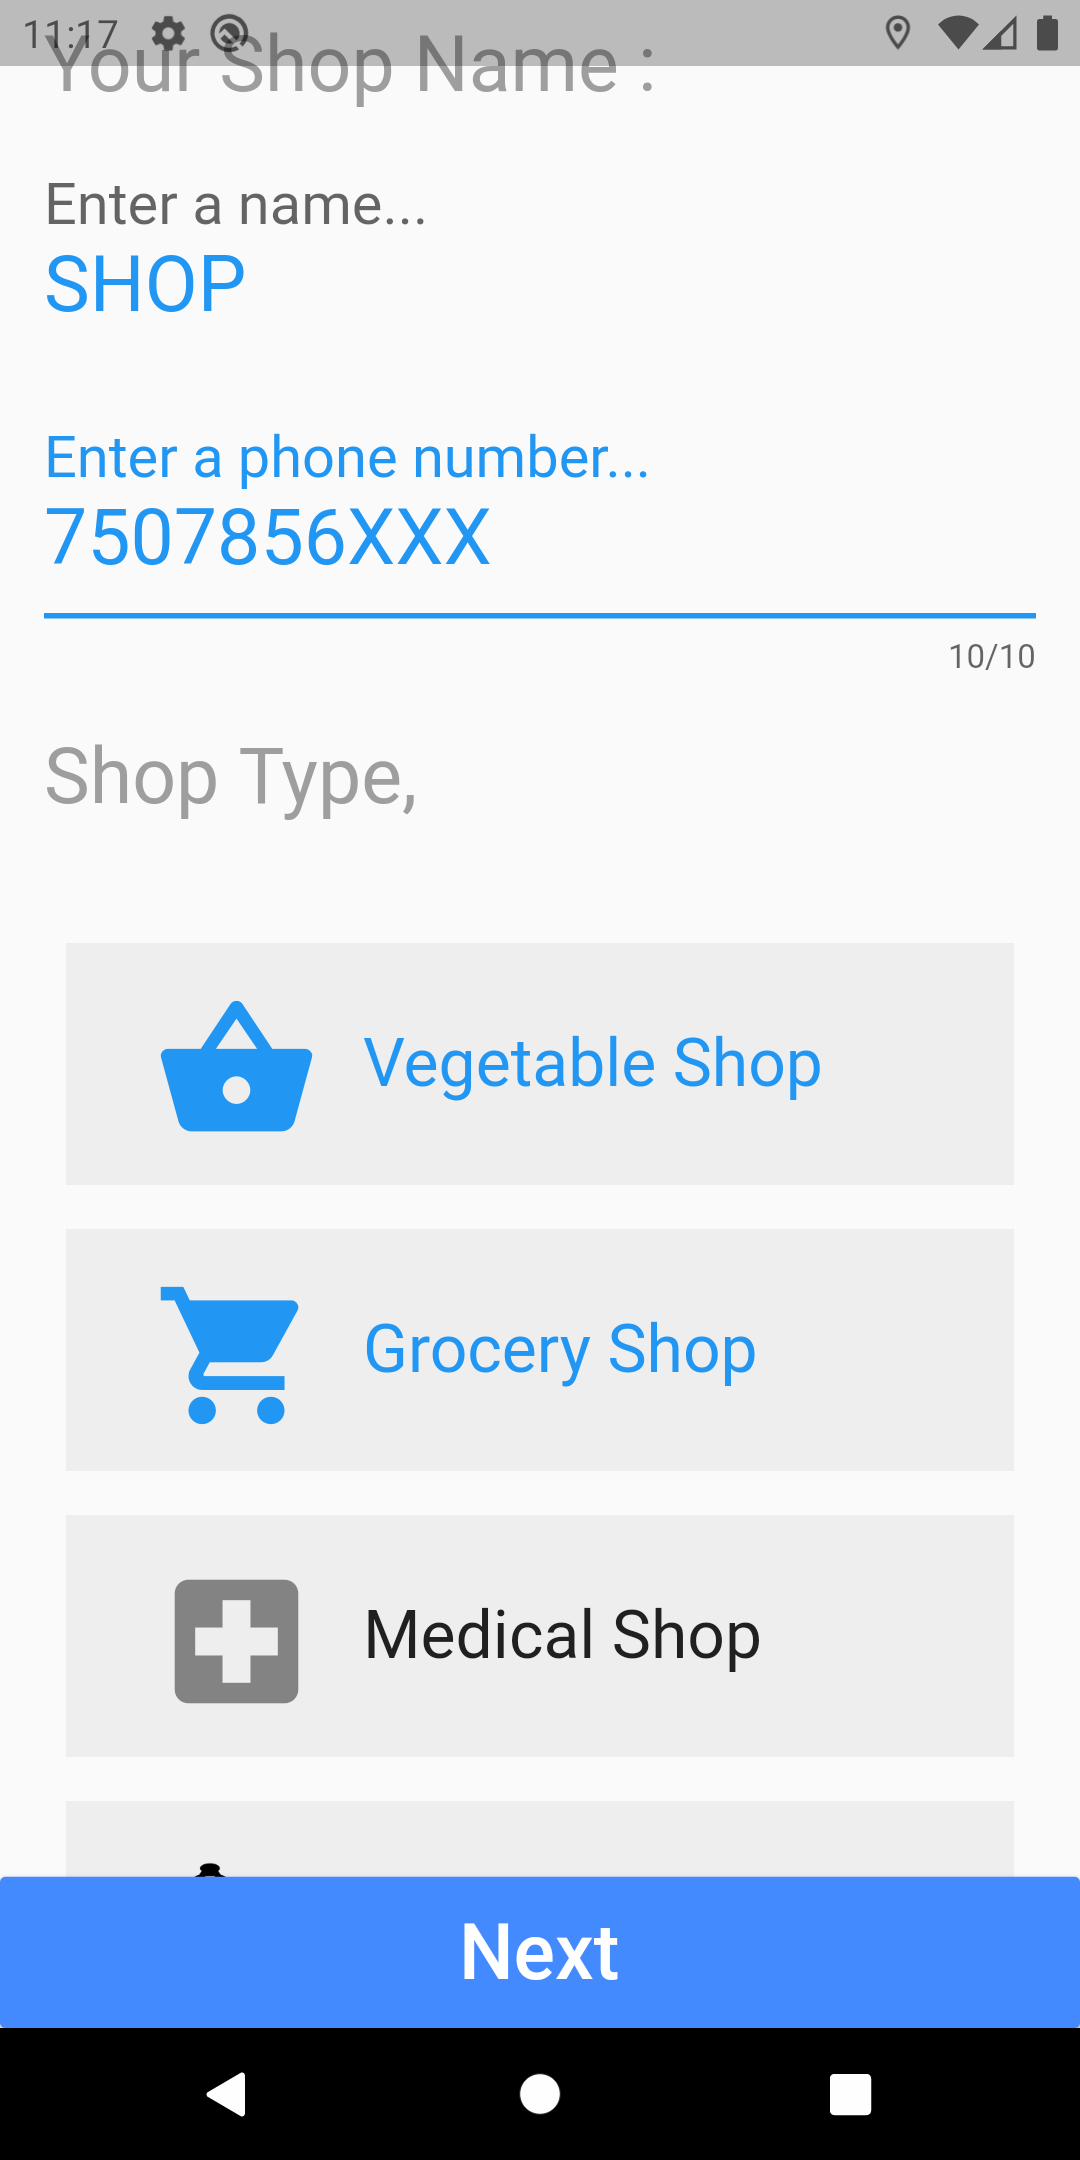 11:17
Your Shop Name :
Enter a name...
SHOP
Enter a phone number...
7507856XXX
10/10
Shop Type,
Vegetable Shop
Grocery Shop
Medical Shop
Next